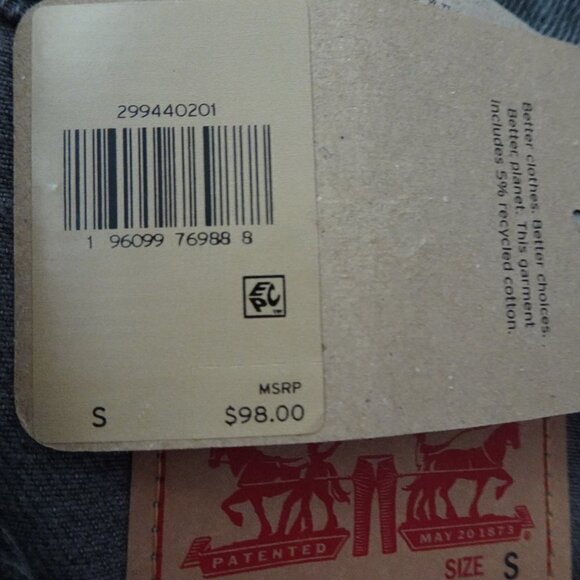 299440201
1 96099 76988 8
EPC
MSRP
S $98.00
Better clothes. Better choices.
Better, planet. This garment
includes 5% recycled cotton.
PATENTED MAY 20 1873
SIZE S